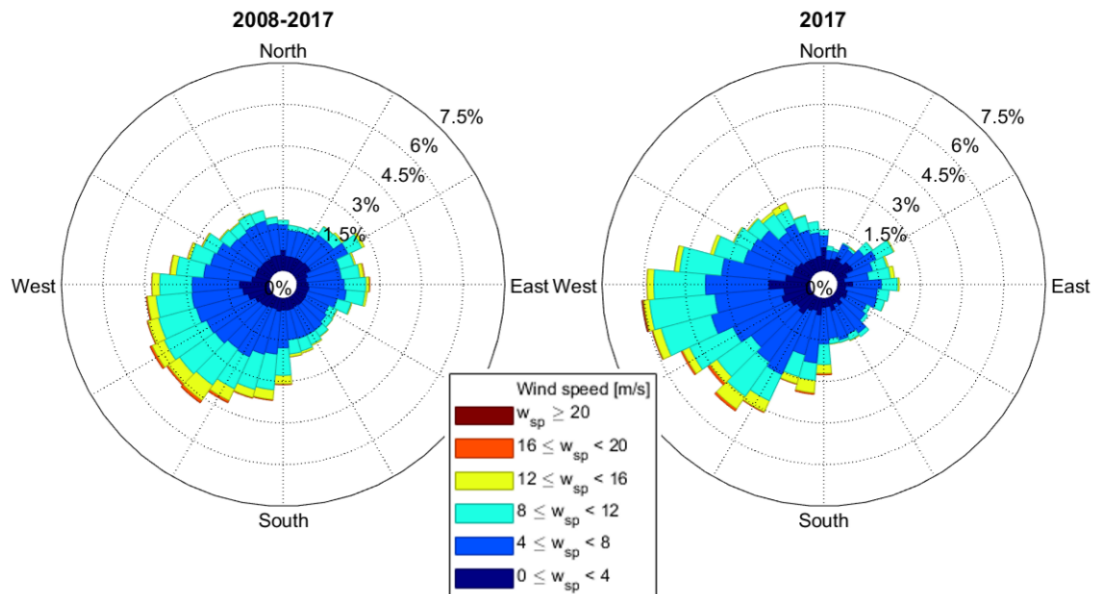 2008-2017
2017
North
North
7.5%
6%
4.5%
3%
1.5%
0%
West
East
South
7.5%
6%
4.5%
3%
1.5%
0%
West
East
South
Wind speed [m/s]
w_sp ≥ 20
16 ≤ w_sp < 20
12 ≤ w_sp < 16
8 ≤ w_sp < 12
4 ≤ w_sp < 8
0 ≤ w_sp < 4